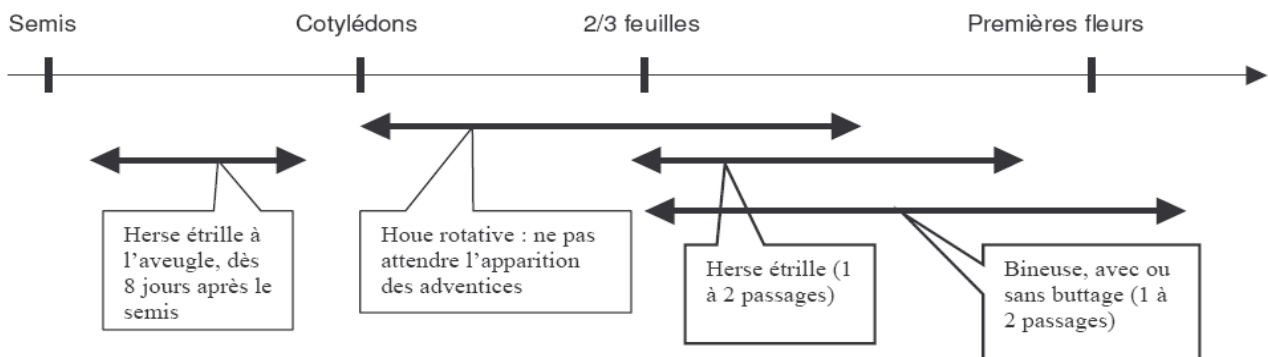 Semis
Cotylédons
2/3 feuilles
Premières fleurs
Herse étrille à
l’aveugle, dès
8 jours après le
semis
Houe rotative : ne pas
attendre l’apparition
des adventices
Herse étrille (1
à 2 passages)
Bineuse, avec ou
sans buttage (1 à
2 passages)